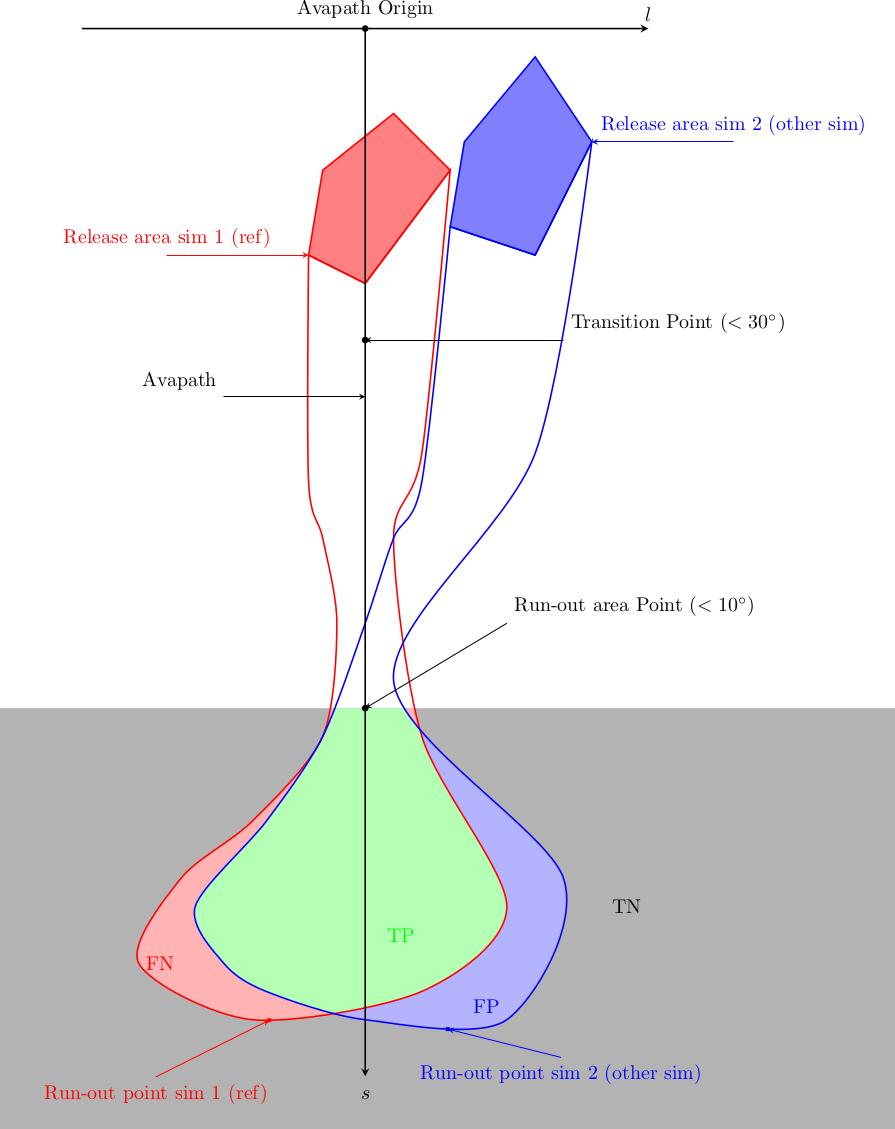 Avapath Origin
l
Release area sim 2 (other sim)
Release area sim 1 (ref)
Transition Point (< 30°)
Avapath
Run-out area Point (< 10°)
TN
TP
FN
FP
Run-out point sim 2 (other sim)
Run-out point sim 1 (ref)
s